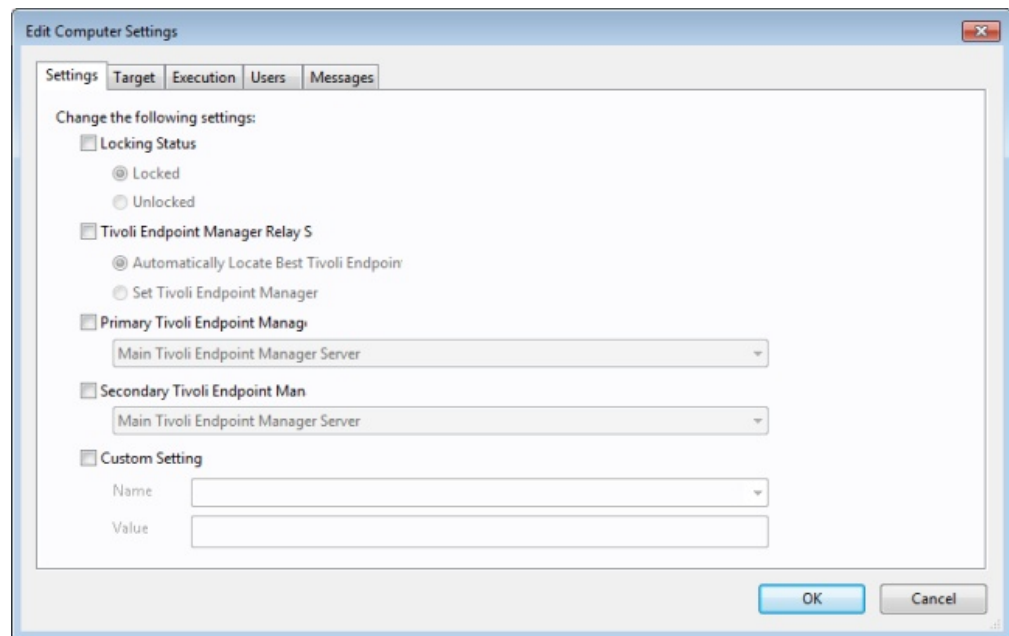 Edit Computer Settings
Settings Target Execution Users Messages
Change the following settings:
Locking Status
Locked
Unlocked
Tivoli Endpoint Manager Relay S
Automatically Locate Best Tivoli Endpoin
Set Tivoli Endpoint Manager
Primary Tivoli Endpoint Manag
Main Tivoli Endpoint Manager Server
Secondary Tivoli Endpoint Man
Main Tivoli Endpoint Manager Server
Custom Setting
Name
Value
OK Cancel